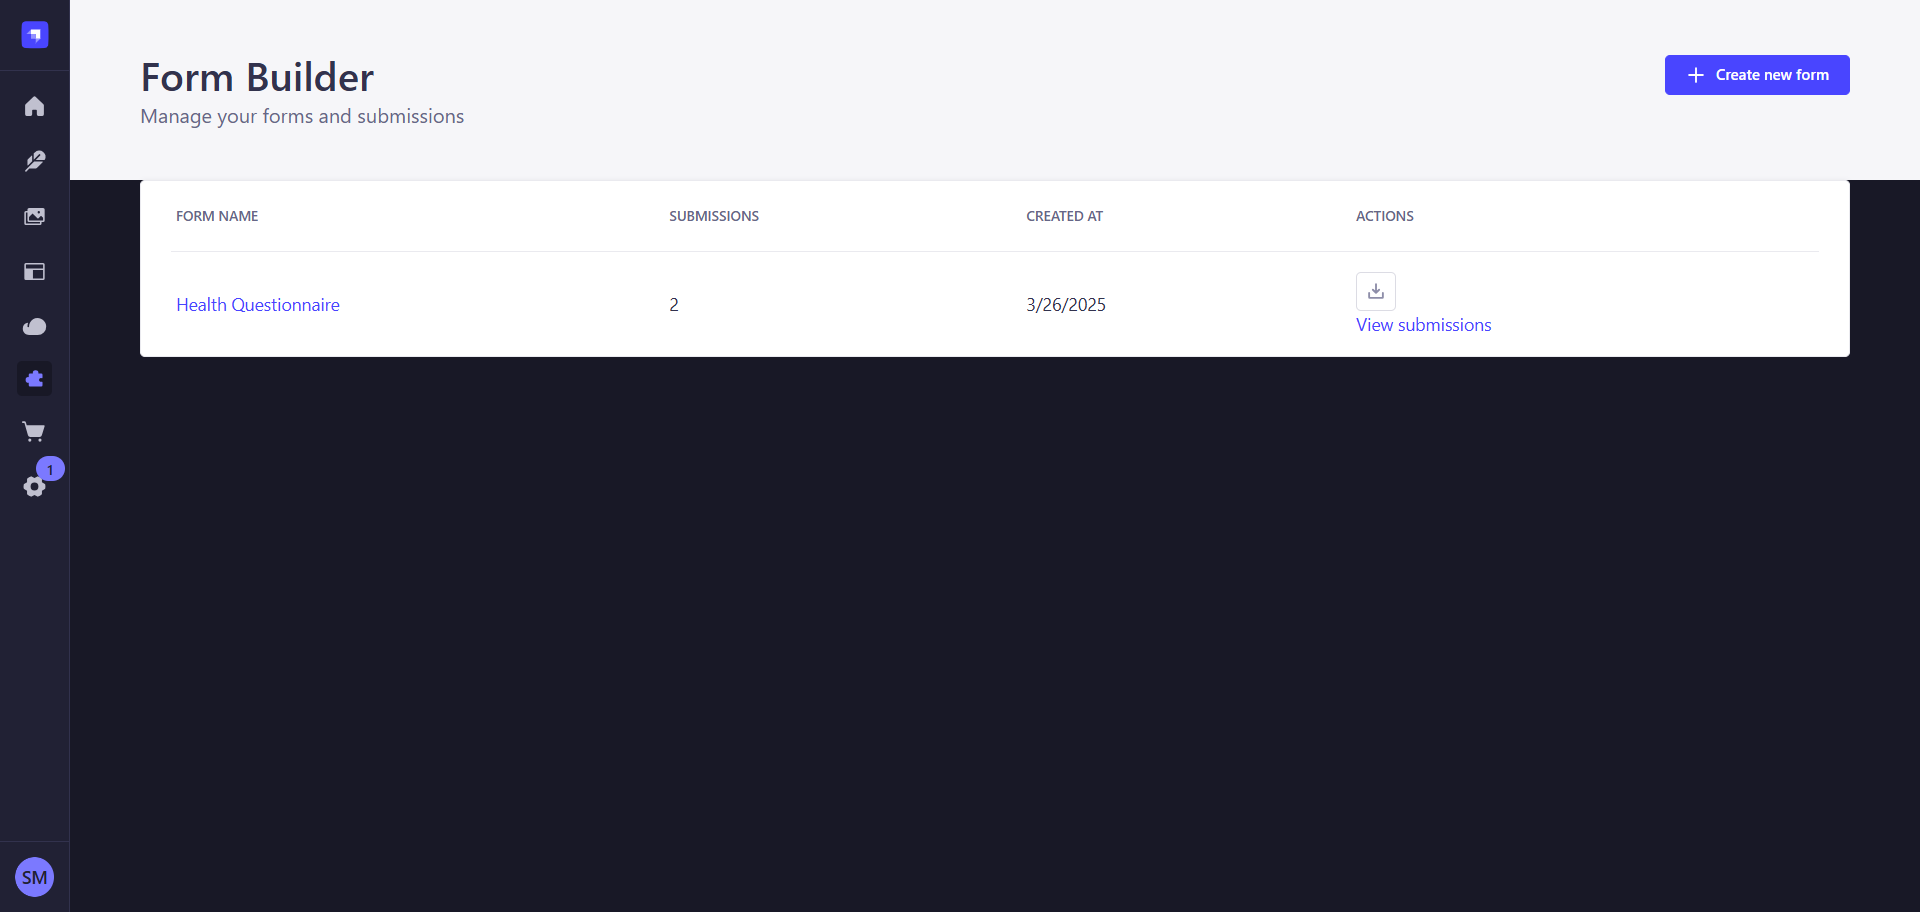 Form Builder
Manage your forms and submissions
Create new form
FORM NAME SUBMISSIONS CREATED AT ACTIONS
Health Questionnaire 2 3/26/2025
View submissions
1
SM